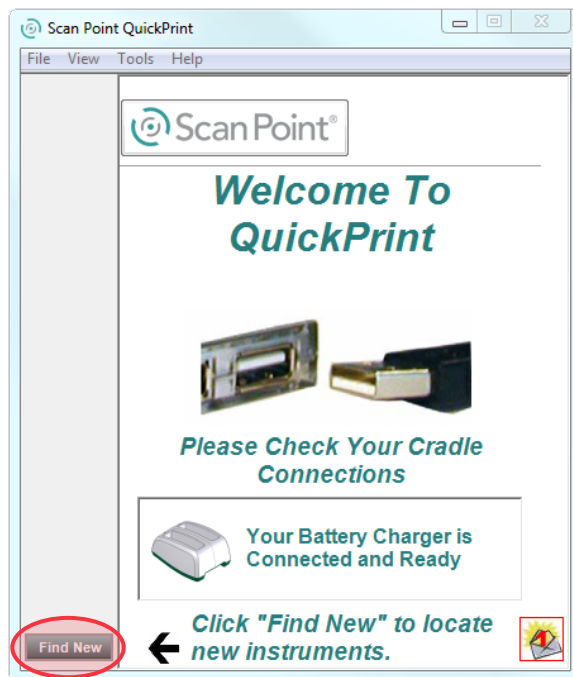 Scan Point QuickPrint
File View Tools Help
Scan Point®
Welcome To
QuickPrint
Please Check Your Cradle
Connections
Your Battery Charger is
Connected and Ready
Click "Find New" to locate
new instruments.
Find New